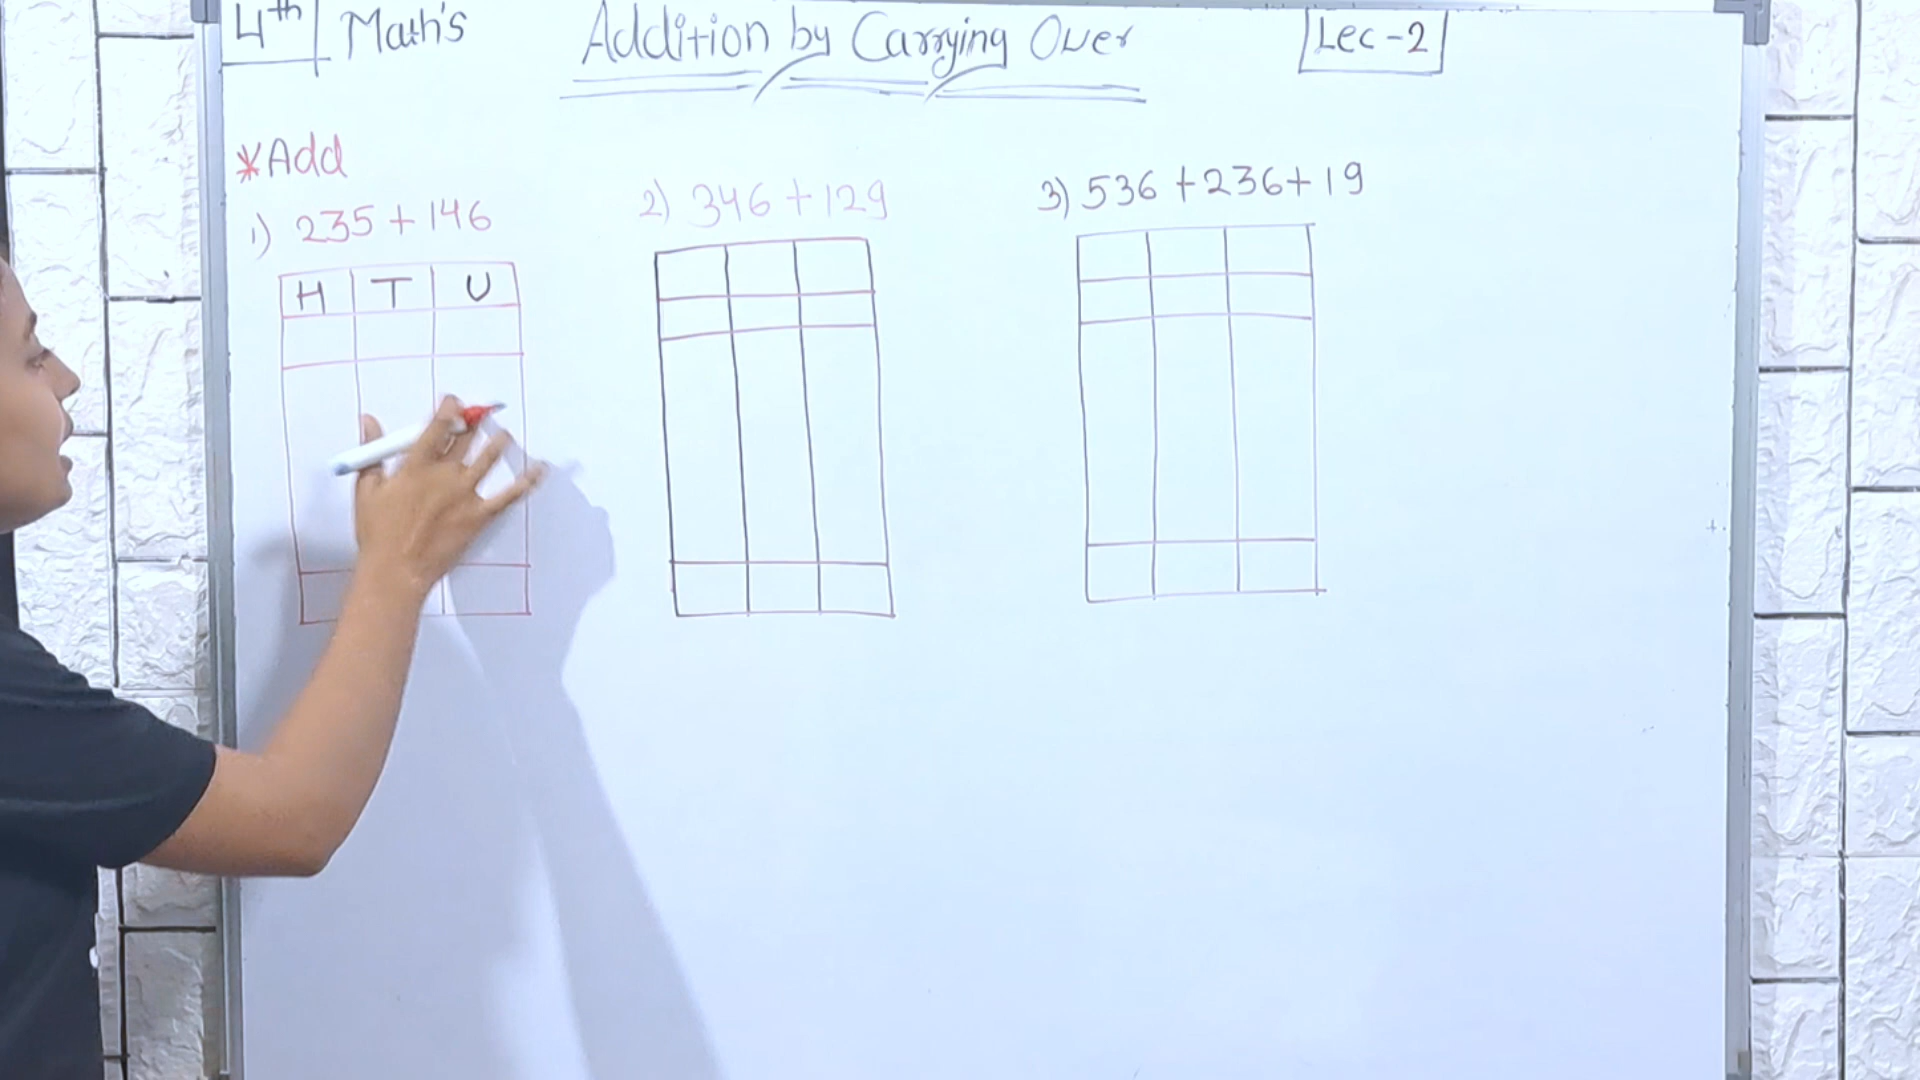 4th Math's
Addition by Carrying Over
Lec-2
*Add
1) 235+146
2) 346+129
3) 536+236+19
H T U